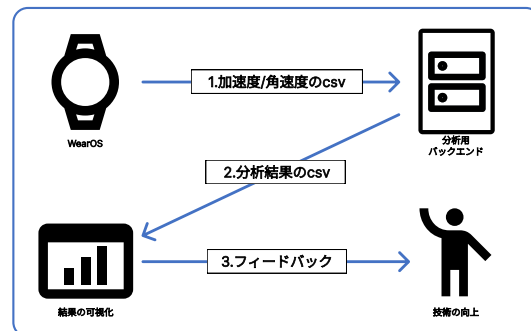 1.加速度/角速度のcsv
WearOS
分析用
バックエンド
2.分析結果のcsv
3.フィードバック
結果の可視化
技術の向上